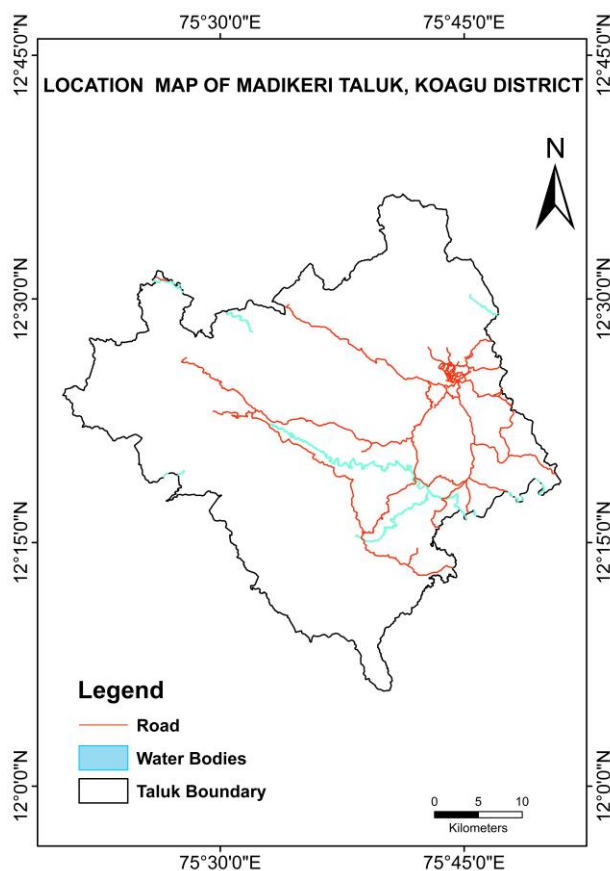 75°30'0"E 75°45'0"E
12°45'0"N 12°45'0"N
LOCATION MAP OF MADIKERI TALUK, KOAGU DISTRICT
N
12°30'0"N 12°30'0"N
12°15'0"N 12°15'0"N
Legend
Road
Water Bodies
Taluk Boundary
12°0'0"N 12°0'0"N
0 5 10
Kilometers
75°30'0"E 75°45'0"E